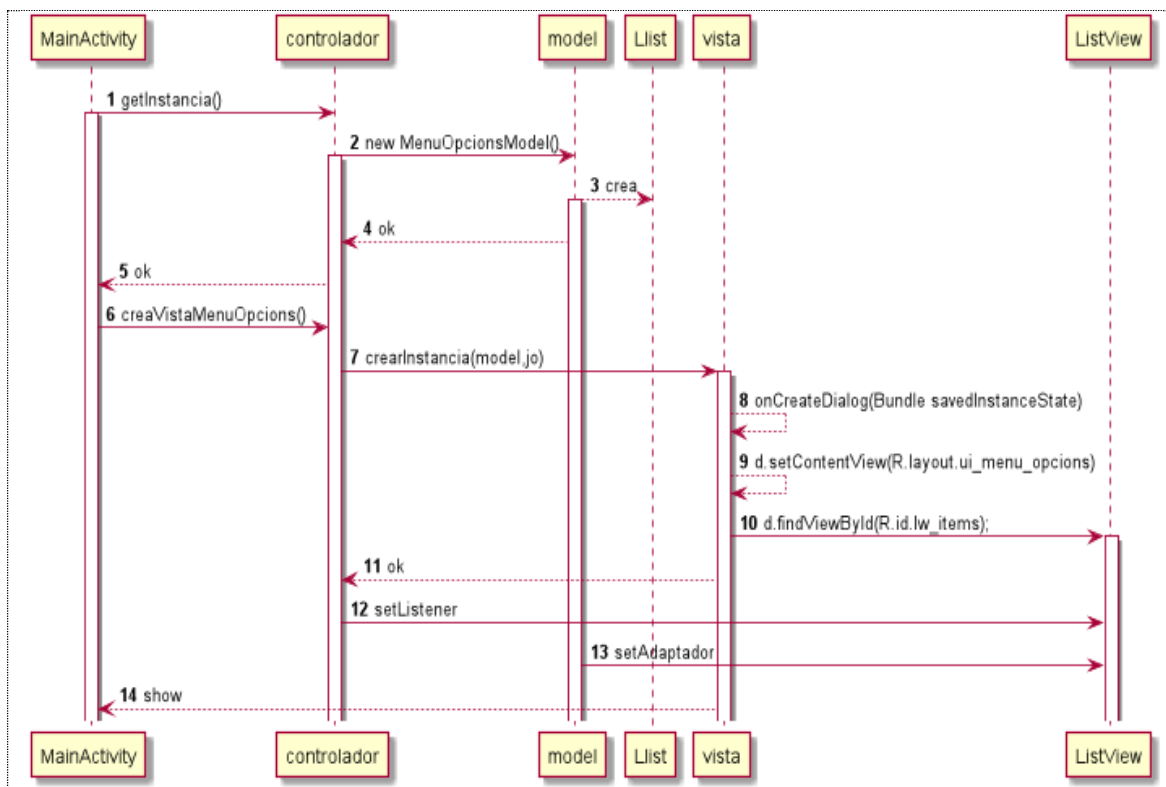 MainActivity controlador model Llist vista ListView
1 getInstancia()
2 new MenuOpcionsModel()
3 crea
4 ok
5 ok
6 creaVistaMenuOpcions()
7 crearInstancia(model,jo)
8 onCreateDialog(Bundle savedInstanceState)
9 d.setContentView(R.layout.ui_menu_opcions)
10 d.findViewById(R.id.lw_items);
11 ok
12 setListener
13 setAdaptador
14 show
MainActivity controlador model Llist vista ListView